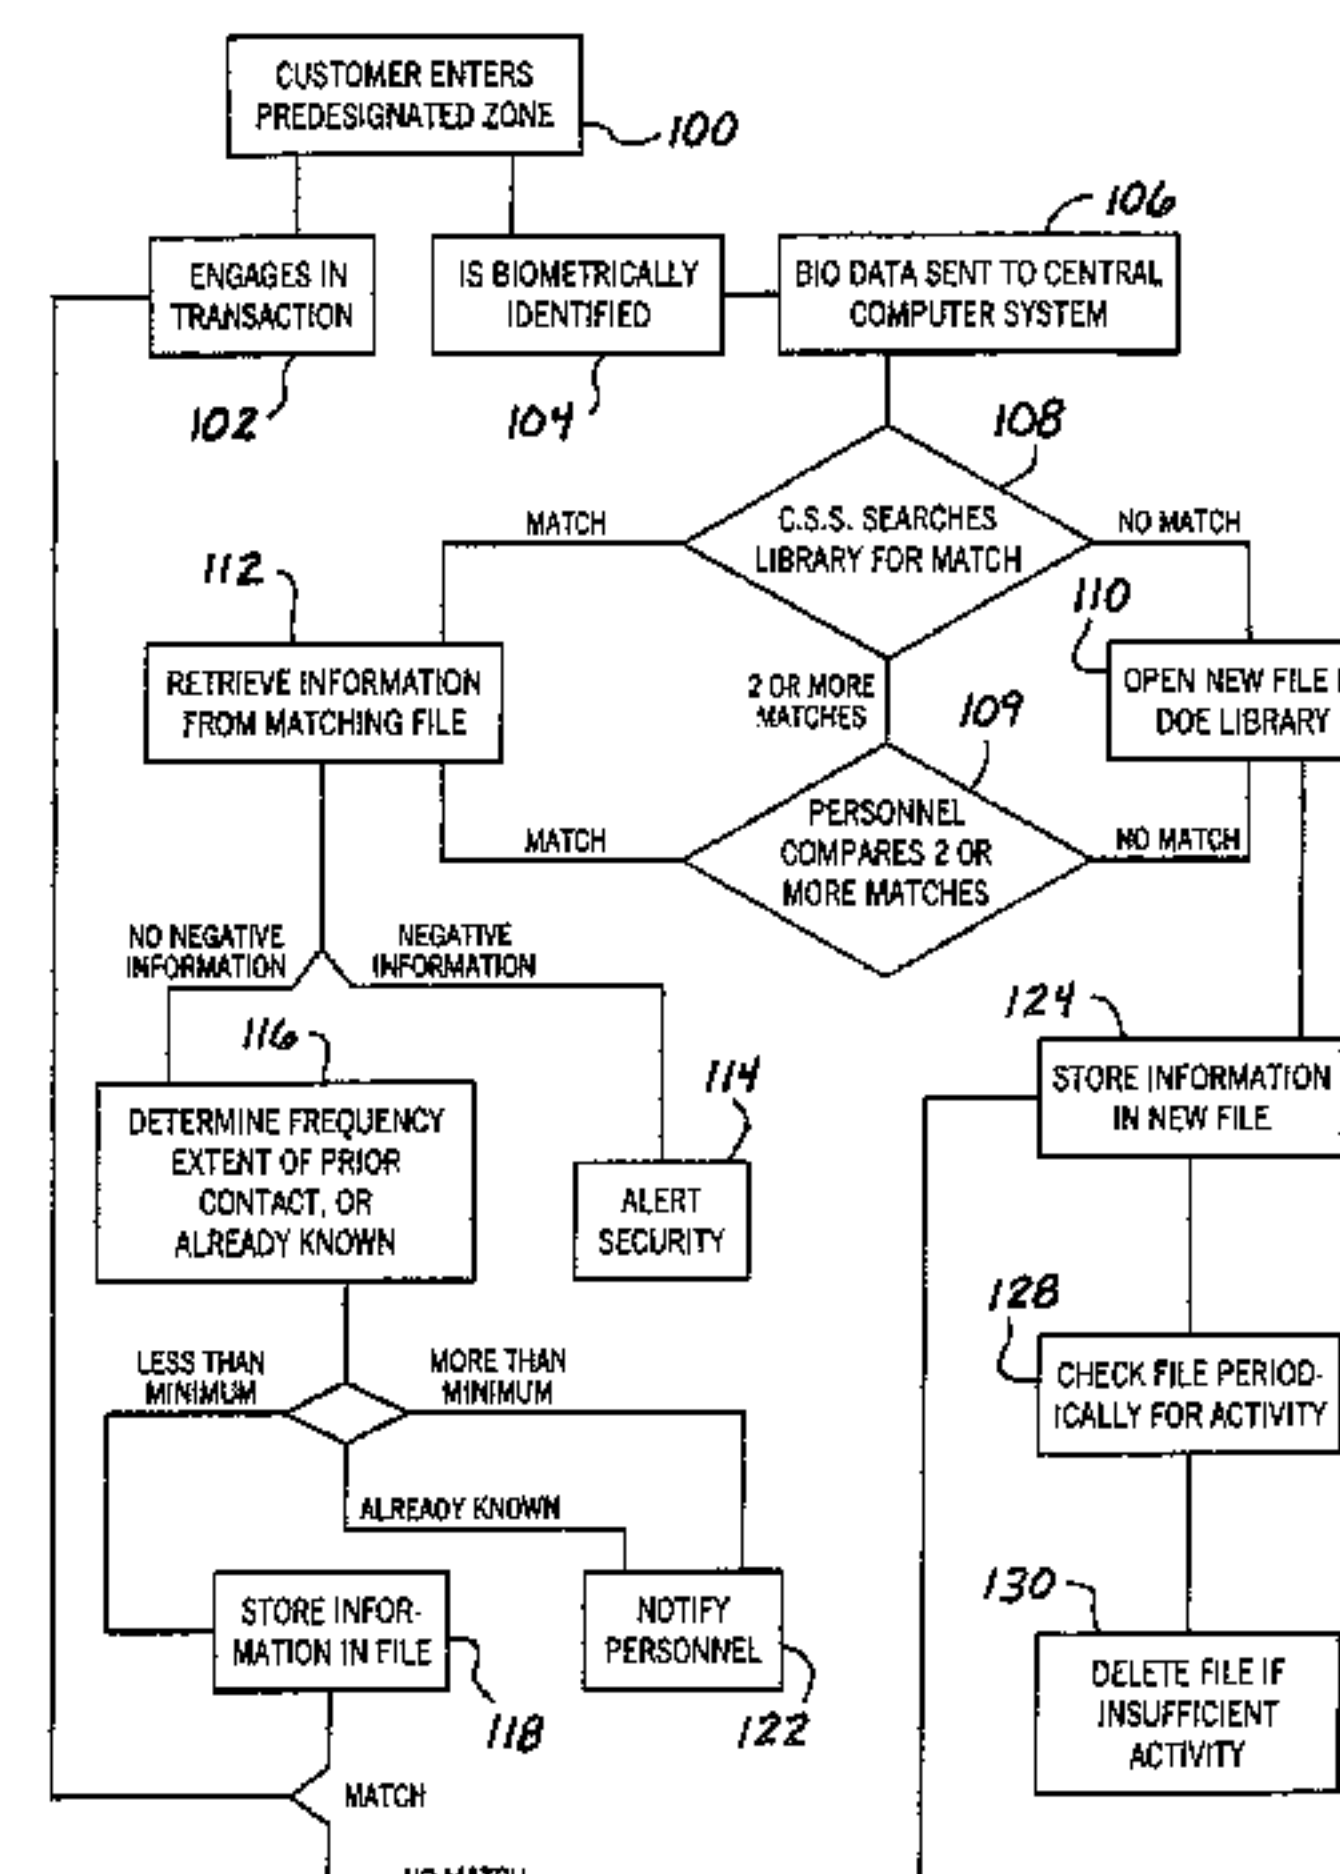 CUSTOMER ENTERS
PREDESIGNATED ZONE
100
106
ENGAGES IN
TRANSACTION
IS BIOMETRICALLY
IDENTIFIED
BIO DATA SENT TO CENTRAL
COMPUTER SYSTEM
102
104
108
MATCH
C.S.S. SEARCHES
LIBRARY FOR MATCH
NO MATCH
112
110
RETRIEVE INFORMATION
FROM MATCHING FILE
2 OR MORE
MATCHES
109
OPEN NEW FILE
DOE LIBRARY
MATCH
PERSONNEL
COMPARES 2 OR
MORE MATCHES
NO MATCH
NO NEGATIVE
INFORMATION
NEGATIVE
INFORMATION
124
116
114
STORE INFORMATION
IN NEW FILE
DETERMINE FREQUENCY
EXTENT OF PRIOR
CONTACT, OR
ALREADY KNOWN
ALERT
SECURITY
128
LESS THAN
MINIMUM
MORE THAN
MINIMUM
CHECK FILE PERIOD-
ICALLY FOR ACTIVITY
ALREADY KNOWN
130
STORE INFOR-
MATION IN FILE
NOTIFY
PERSONNEL
DELETE FILE IF
INSUFFICIENT
ACTIVITY
118
122
MATCH
NO MATCH